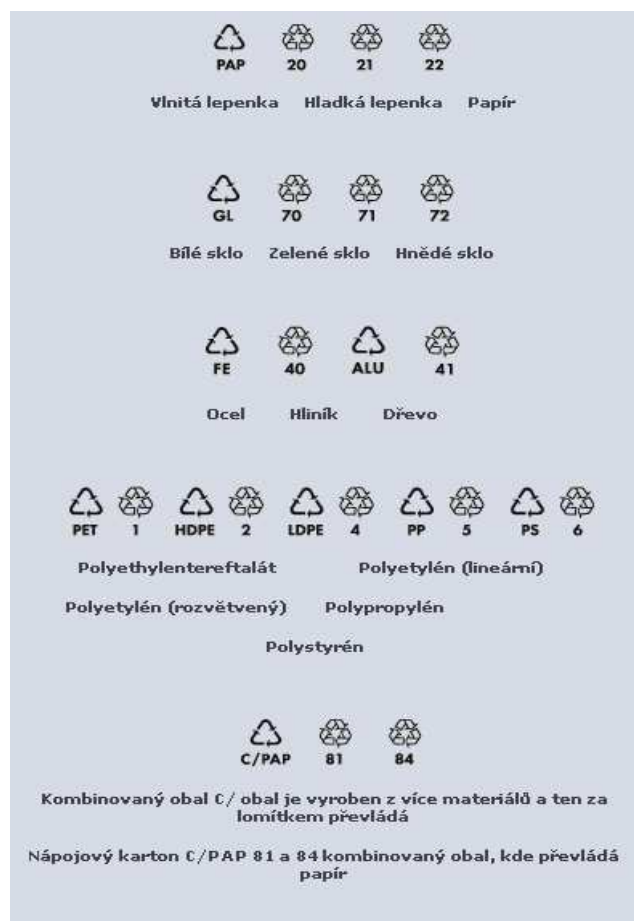 PAP 20 21 22
Vlnitá lepenka Hladká lepenka Papír
GL 70 71 72
Bílé sklo Zelené sklo Hnědé sklo
FE 40 ALU 41
Ocel Hliník Dřevo
PET 1 HDPE 2 LDPE 4 PP 5 PS 6
Polyethylentereftalát Polyetylén (lineární)
Polyetylén (rozvětvený) Polypropylén
Polystyrén
C/PAP 81 84
Kombinovaný obal C/ obal je vyroben z více materiálů a ten za
lomítkem převládá
Nápojový karton C/PAP 81 a 84 kombinovaný obal, kde převládá
papír